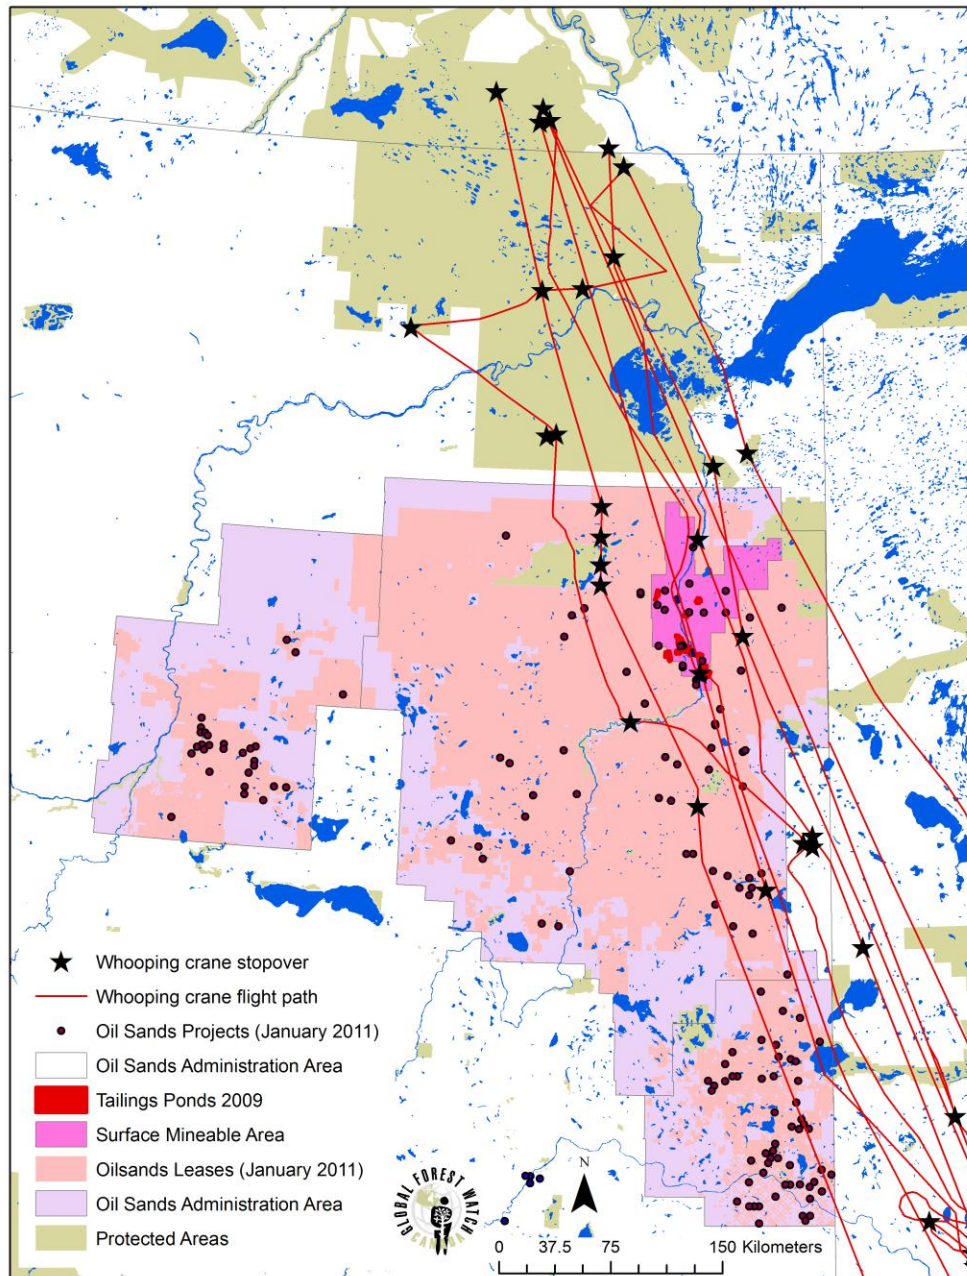 Whooping crane stopover
Whooping crane flight path
Oil Sands Projects (January 2011)
Oil Sands Administration Area
Tailings Ponds 2009
Surface Mineable Area
Oilsands Leases (January 2011)
Oil Sands Administration Area
Protected Areas
GLOBAL FOREST WATCH
CANADA
N
0 37.5 75 150 Kilometers